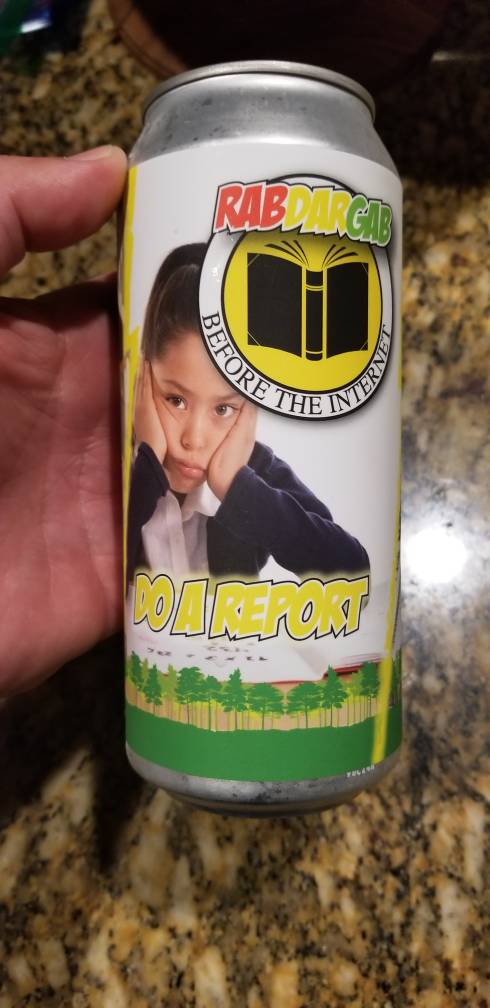 RABDARGAB
BEFORE THE INTERNET
DO A REPORT